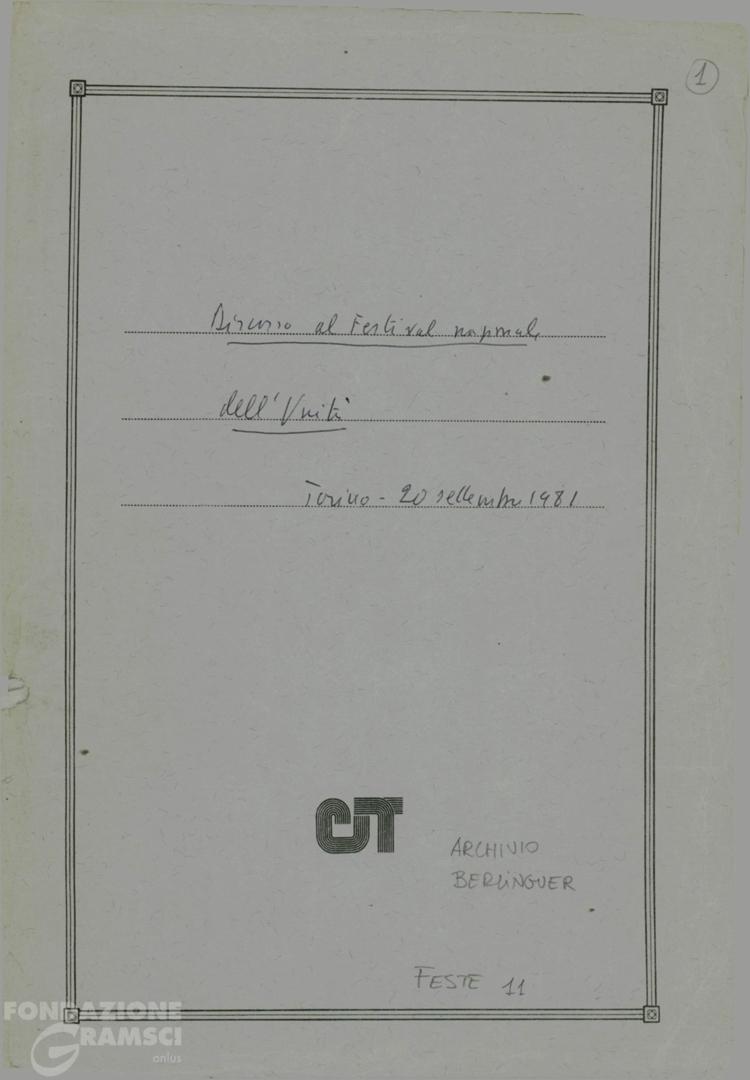 1
Discorso al Festival nazionale
dell'Unità
Torino - 20 settembre 1981
ARCHIVIO
BERLINGUER
FESTE 11
FONDAZIONE
GRAMSCI
onlus